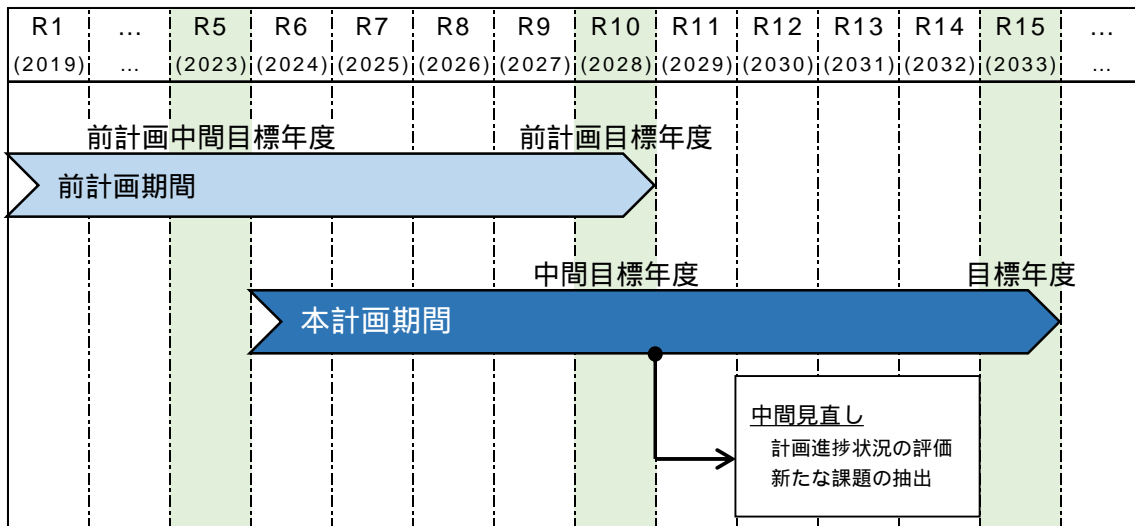 R1 … R5 R6 R7 R8 R9 R10 R11 R12 R13 R14 R15 …
(2019) … (2023) (2024) (2025) (2026) (2027) (2028) (2029) (2030) (2031) (2032) (2033) …
前計画中間目標年度 前計画目標年度
前計画期間
中間目標年度 目標年度
本計画期間
中間見直し
計画進捗状況の評価
新たな課題の抽出